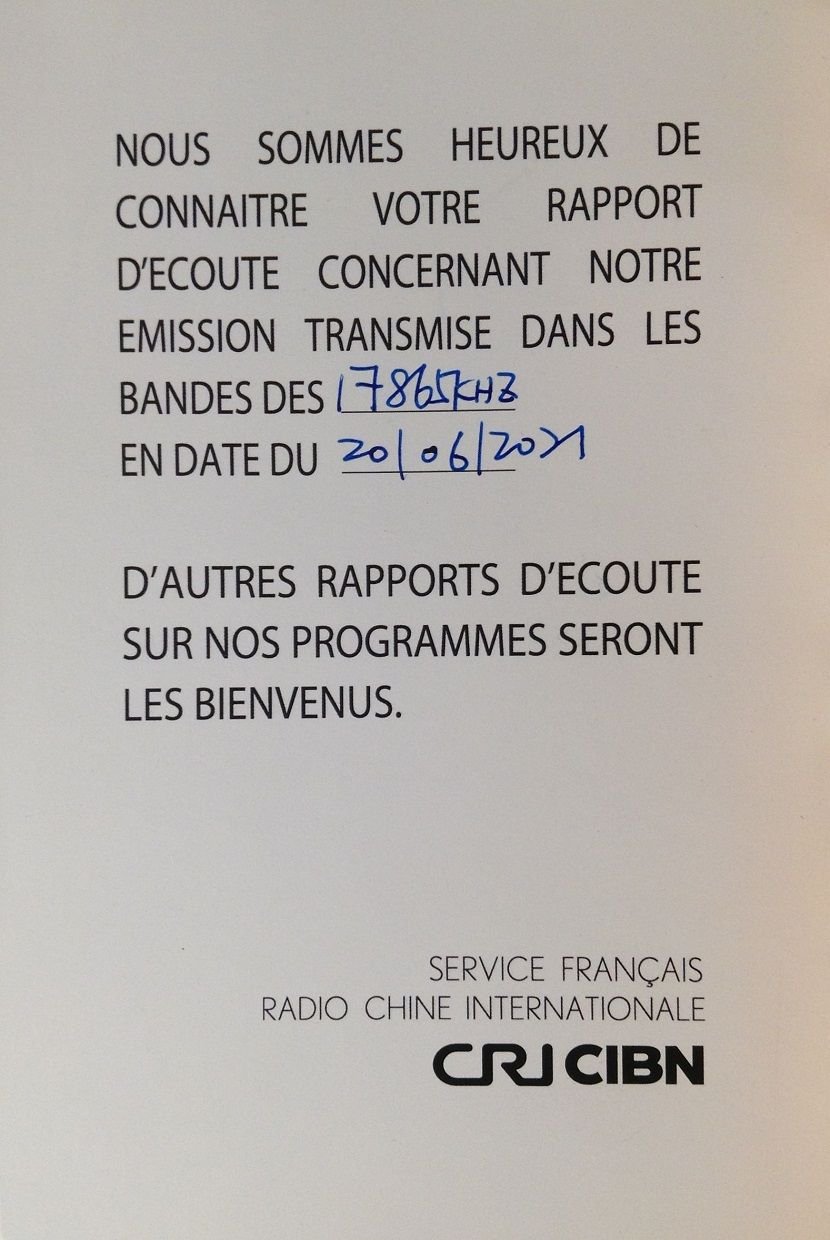 NOUS SOMMES HEUREUX DE
CONNAITRE VOTRE RAPPORT
D'ECOUTE CONCERNANT NOTRE
EMISSION TRANSMISE DANS LES
BANDES DES 17865KHZ
EN DATE DU 20/06/2021
D'AUTRES RAPPORTS D'ECOUTE
SUR NOS PROGRAMMES SERONT
LES BIENVENUS.
SERVICE FRANÇAIS
RADIO CHINE INTERNATIONALE
CRI CIBN